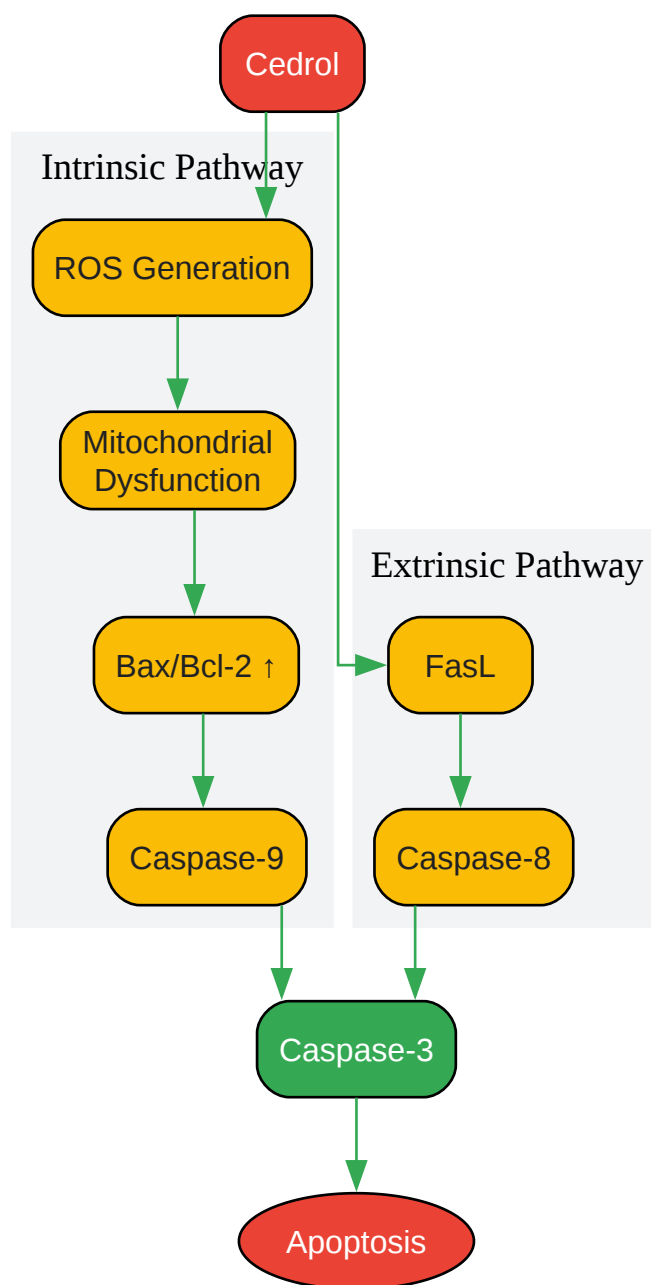 Cedrol
Intrinsic Pathway
ROS Generation
Mitochondrial
Dysfunction
Bax/Bcl-2 ↑
Caspase-9
Extrinsic Pathway
FasL
Caspase-8
Caspase-3
Apoptosis